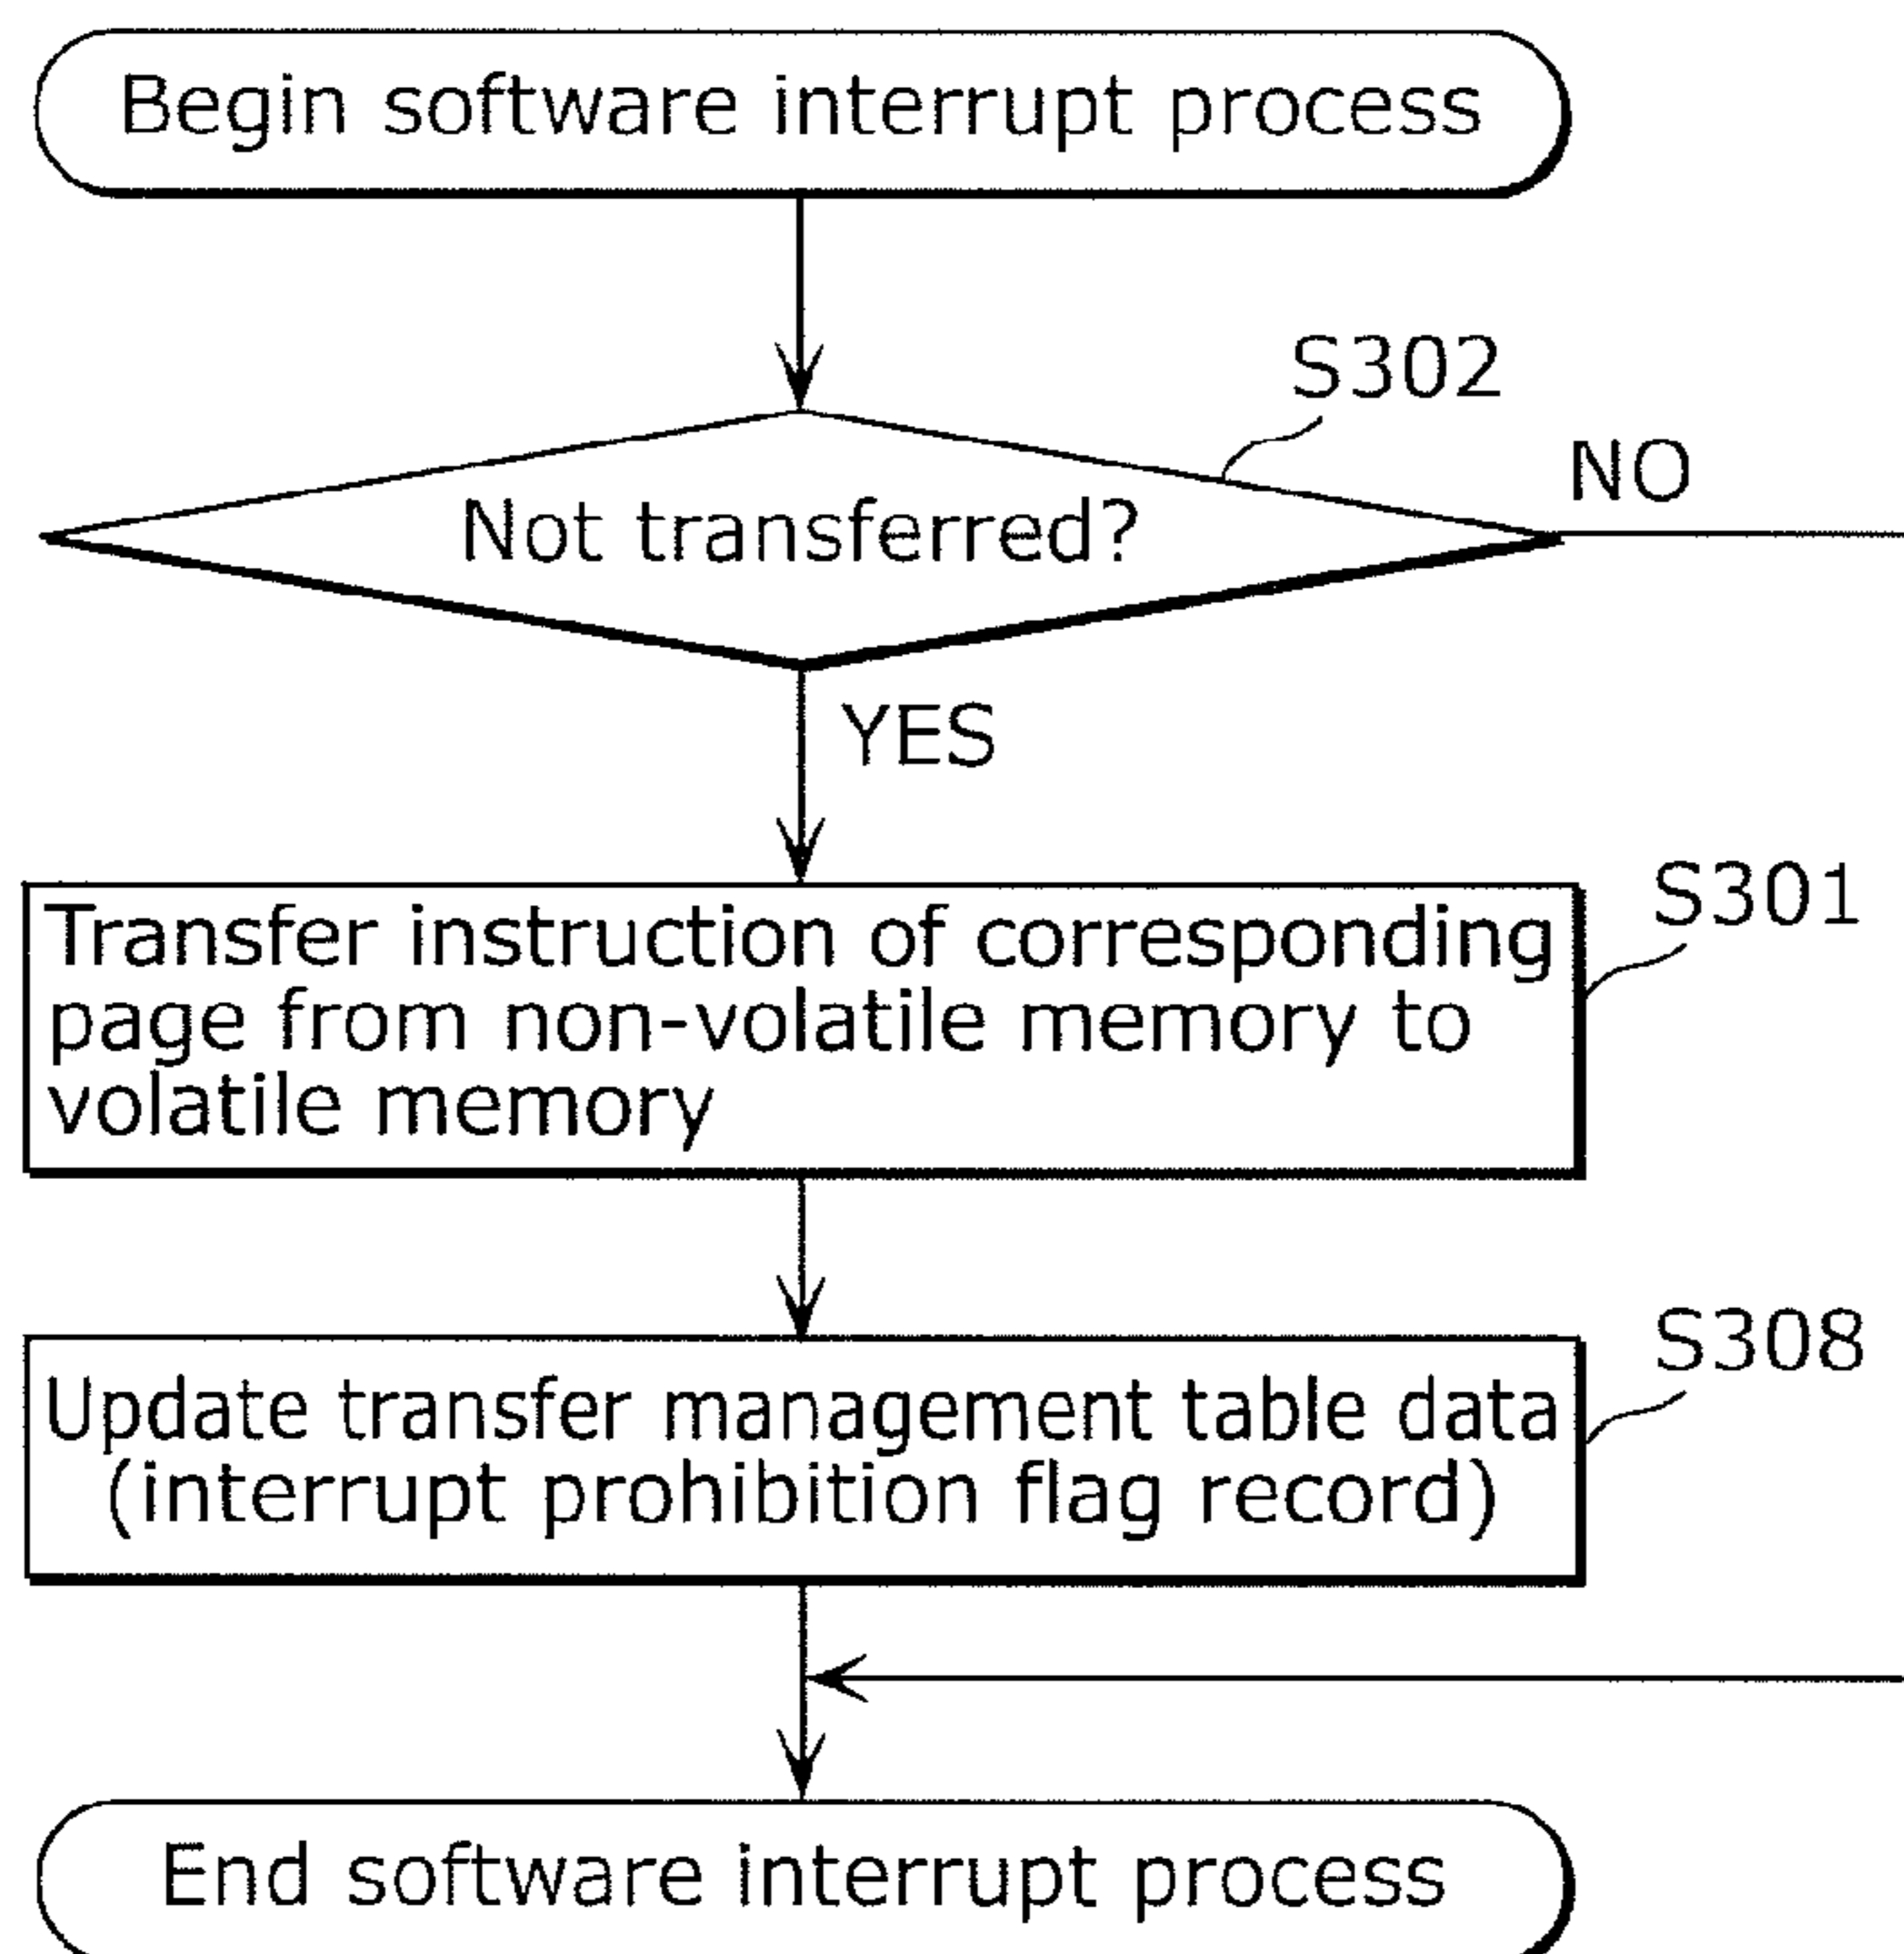 Begin software interrupt process
S302
NO
Not transferred?
YES
S301
Transfer instruction of corresponding
page from non-volatile memory to
volatile memory
S308
Update transfer management table data
(interrupt prohibition flag record)
End software interrupt process